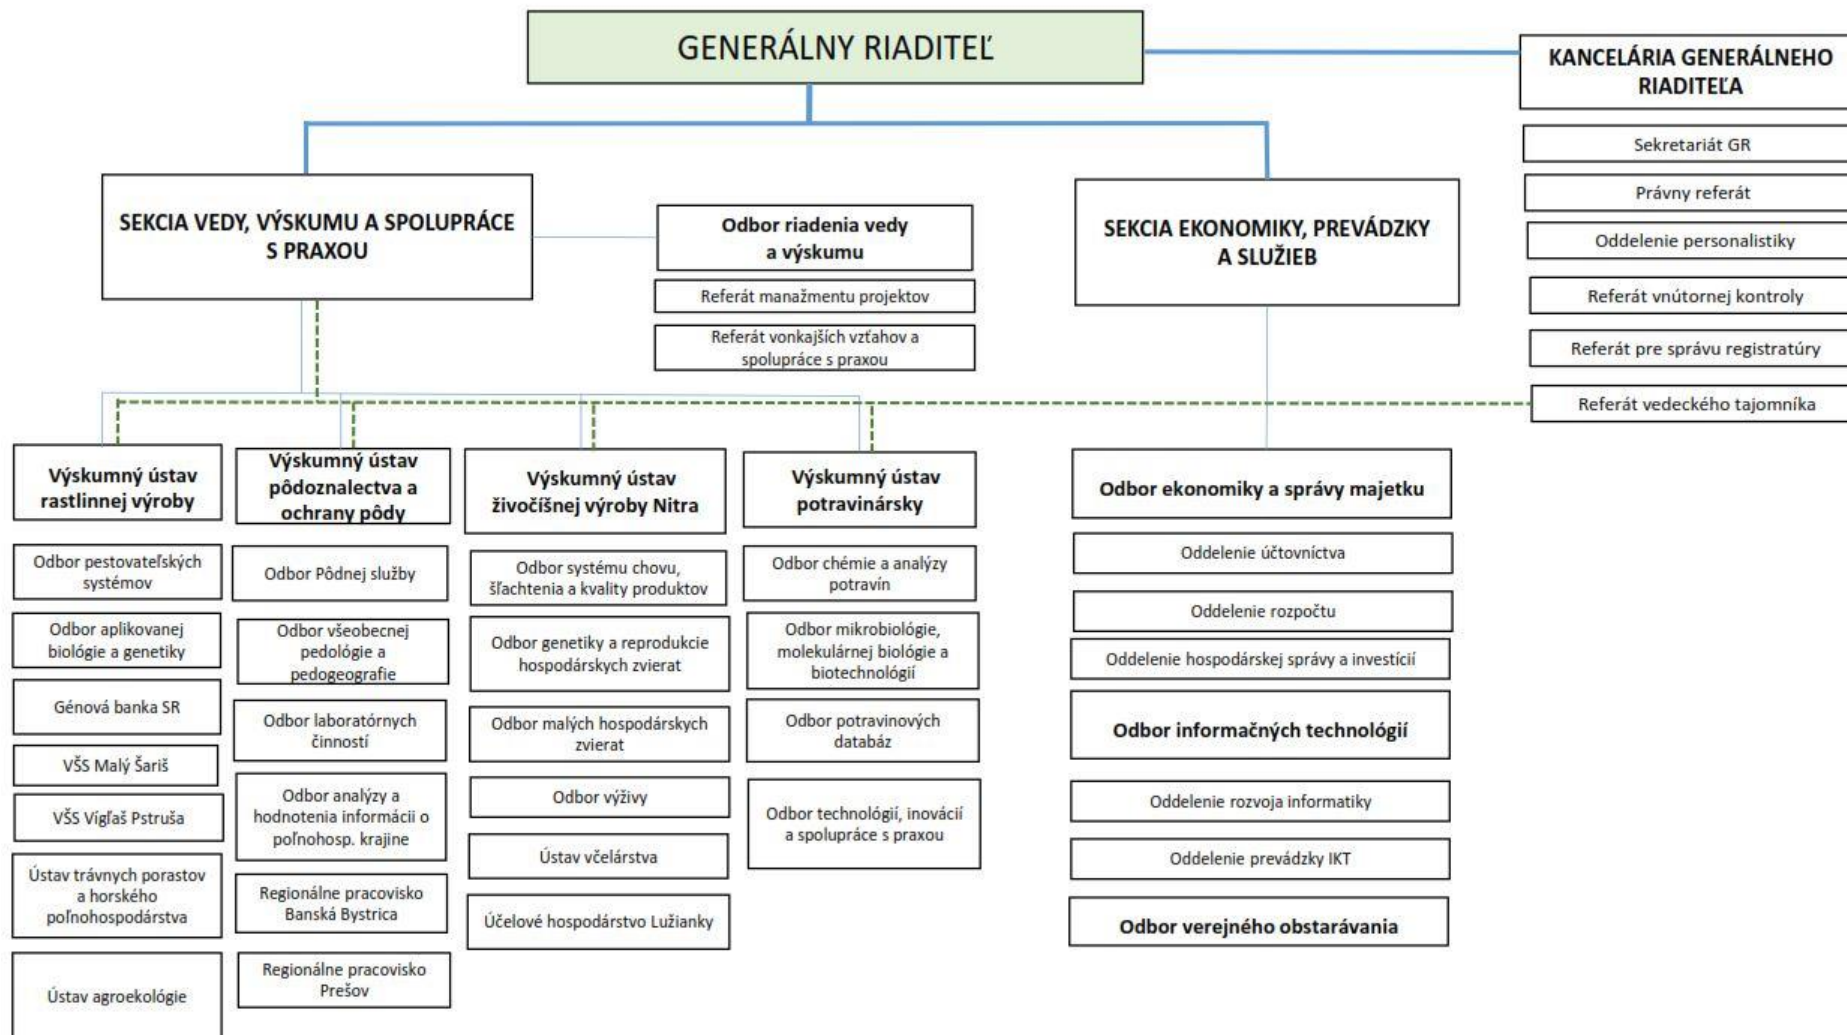 GENERÁLNY RIADITEĽ
KANCELÁRIA GENERÁLNEHO
RIADITEĽA
Sekretariát GR
Právny referát
Oddelenie personalistiky
Referát vnútornej kontroly
Referát pre správu registratúry
Referát vedeckého tajomníka
SEKCIA VEDY, VÝSKUMU A SPOLUPRÁCE
S PRAXOU
Odbor riadenia vedy
a výskumu
Referát manažmentu projektov
Referát vonkajších vzťahov a
spolupráce s praxou
SEKCIA EKONOMIKY, PREVÁDZKY
A SLUŽIEB
Výskumný ústav
rastlinnej výroby
Odbor pestovateľských
systémov
Odbor aplikovanej
biológie a genetiky
Génová banka SR
VŠS Malý Šariš
VŠS Vígľaš Pstruša
Ústav trávnych porastov
a horského
poľnohospodárstva
Ústav agroekológie
Výskumný ústav
pôdoznalectva a
ochrany pôdy
Odbor Pôdnej služby
Odbor všeobecnej
pedológie a
pedogeografie
Odbor laboratórnych
činností
Odbor analýzy a
hodnotenia informácii o
poľnohosp. krajine
Regionálne pracovisko
Banská Bystrica
Regionálne pracovisko
Prešov
Výskumný ústav
živočíšnej výroby Nitra
Odbor systému chovu,
šľachtenia a kvality produktov
Odbor genetiky a reprodukcie
hospodárskych zvierat
Odbor malých hospodárskych
zvierat
Odbor výživy
Ústav včelárstva
Účelové hospodárstvo Lužianky
Výskumný ústav
potravinársky
Odbor chémie a analýzy
potravín
Odbor mikrobiológie,
molekulárnej biológie a
biotechnológií
Odbor potravinových
databáz
Odbor technológií, inovácií
a spolupráce s praxou
Odbor ekonomiky a správy majetku
Oddelenie účtovníctva
Oddelenie rozpočtu
Oddelenie hospodárskej správy a investícií
Odbor informačných technológií
Oddelenie rozvoja informatiky
Oddelenie prevádzky IKT
Odbor verejného obstarávania